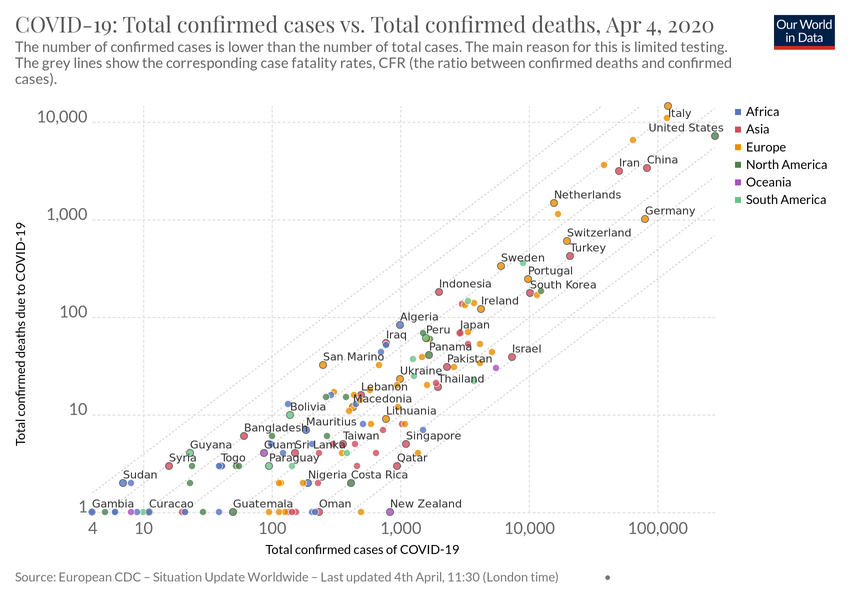 COVID-19: Total confirmed cases vs. Total confirmed deaths, Apr 4, 2020
Our World
in Data
The number of confirmed cases is lower than the number of total cases. The main reason for this is limited testing.
The grey lines show the corresponding case fatality rates, CFR (the ratio between confirmed deaths and confirmed
cases).
10,000
Italy
United States
Iran
China
Netherlands
1,000
Germany
Switzerland
Turkey
Sweden
Portugal
Indonesia
South Korea
Ireland
100
Algeria
Iraq
Peru
Japan
Panama
San Marino
Israel
Pakistan
Ukraine
Thailand
Lebanon
Macedonia
10
Bolivia
Lithuania
Mauritius
Bangladesh
Taiwan
Singapore
Guyana
Guam
Sri Lanka
Syria
Togo
Paraguay
Qatar
Sudan
Nigeria
Costa Rica
1
Gambia
Curacao
Guatemala
Oman
New Zealand
4
10
100
1,000
10,000
100,000
Total confirmed cases of COVID-19
Total confirmed deaths due to COVID-19
Africa
Asia
Europe
North America
Oceania
South America
Source: European CDC – Situation Update Worldwide – Last updated 4th April, 11:30 (London time)